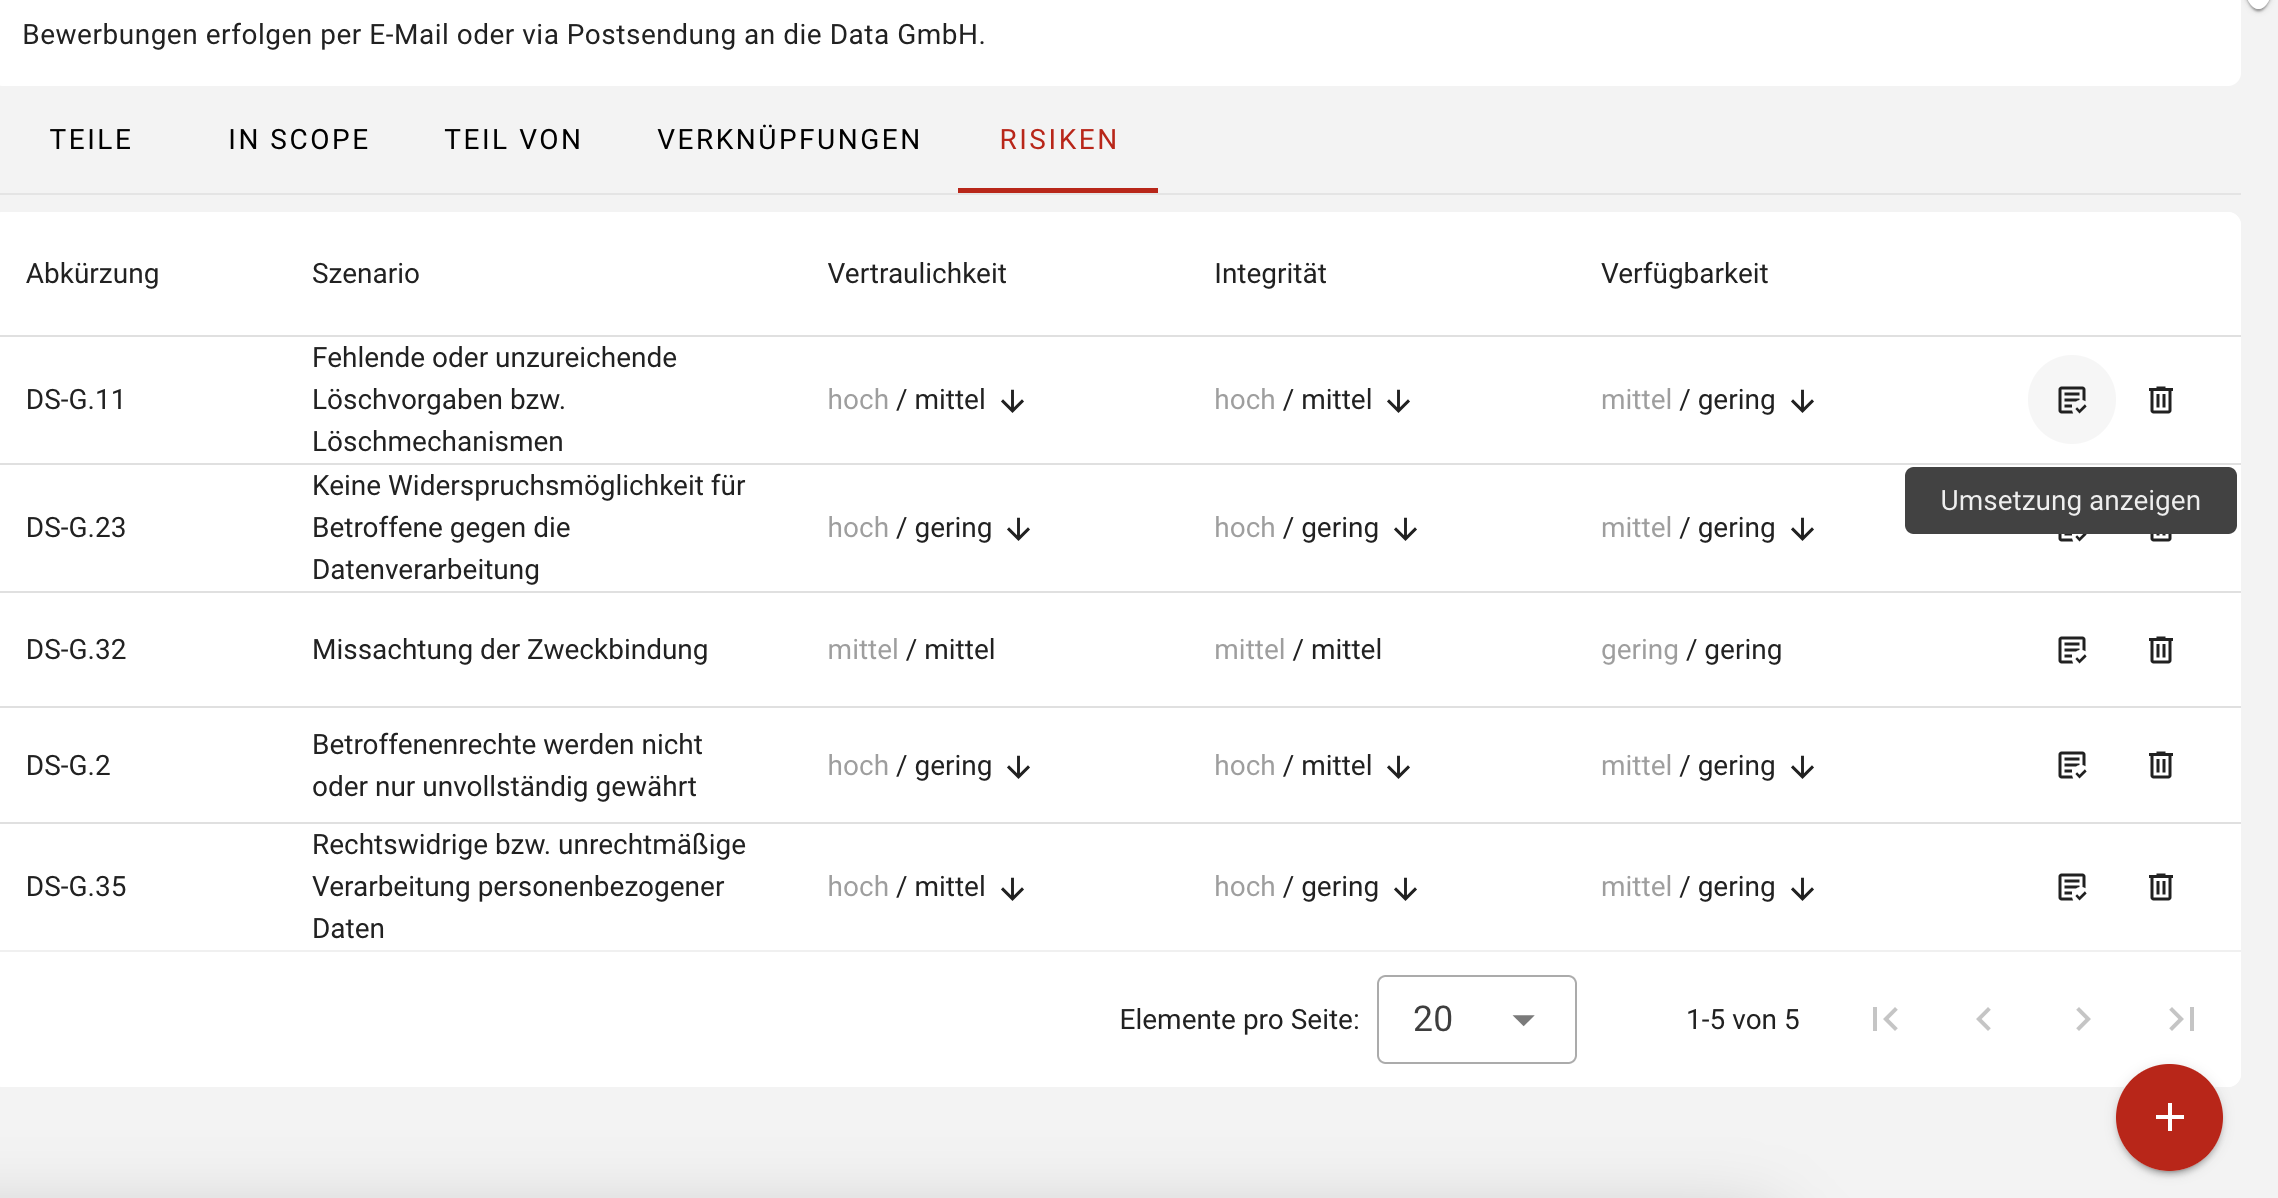 Bewerbungen erfolgen per E-Mail oder via Postsendung an die Data GmbH.
TEILE IN SCOPE TEIL VON VERKNÜPFUNGEN RISIKEN
Abkürzung Szenario Vertraulichkeit Integrität Verfügbarkeit
DS-G.11
Fehlende oder unzureichende
Löschvorgaben bzw.
Löschmechanismen
hoch / mittel hoch / mittel mittel / gering
Umsetzung anzeigen
DS-G.23
Keine Widerspruchsmöglichkeit für
Betroffene gegen die
Datenverarbeitung
hoch / gering hoch / gering mittel / gering
DS-G.32
Missachtung der Zweckbindung
mittel / mittel mittel / mittel gering / gering
DS-G.2
Betroffenenrechte werden nicht
oder nur unvollständig gewährt
hoch / gering hoch / mittel mittel / gering
DS-G.35
Rechtswidrige bzw. unrechtmäßige
Verarbeitung personenbezogener
Daten
hoch / mittel hoch / gering mittel / gering
Elemente pro Seite: 20 1-5 von 5